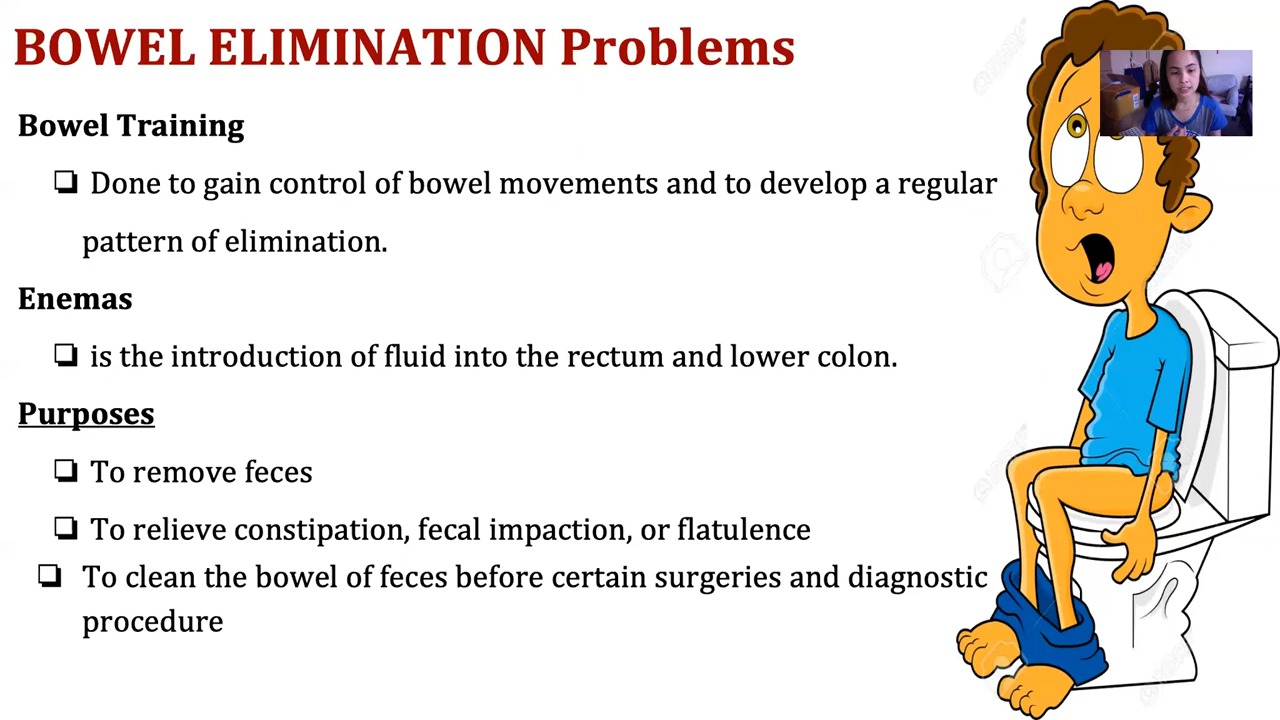 BOWEL ELIMINATION Problems
Bowel Training
❑ Done to gain control of bowel movements and to develop a regular
pattern of elimination.
Enemas
❑ is the introduction of fluid into the rectum and lower colon.
Purposes
❑ To remove feces
❑ To relieve constipation, fecal impaction, or flatulence
❑ To clean the bowel of feces before certain surgeries and diagnostic
procedure